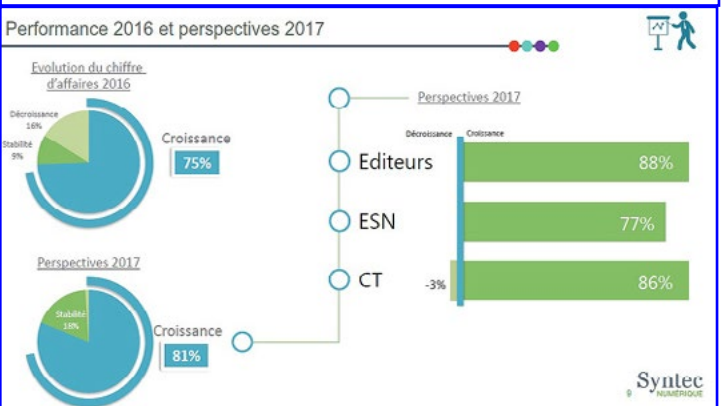 Performance 2016 et perspectives 2017
Evolution du chiffre
d'affaires 2016
Décroissance
16%
Stabilité
9%
Croissance
75%
Perspectives 2017
Stabilité
18%
Croissance
81%
Perspectives 2017
Décroissance Croissance
Editeurs
88%
ESN
77%
CT
-3%
86%
Syntec
NUMÉRIQUE